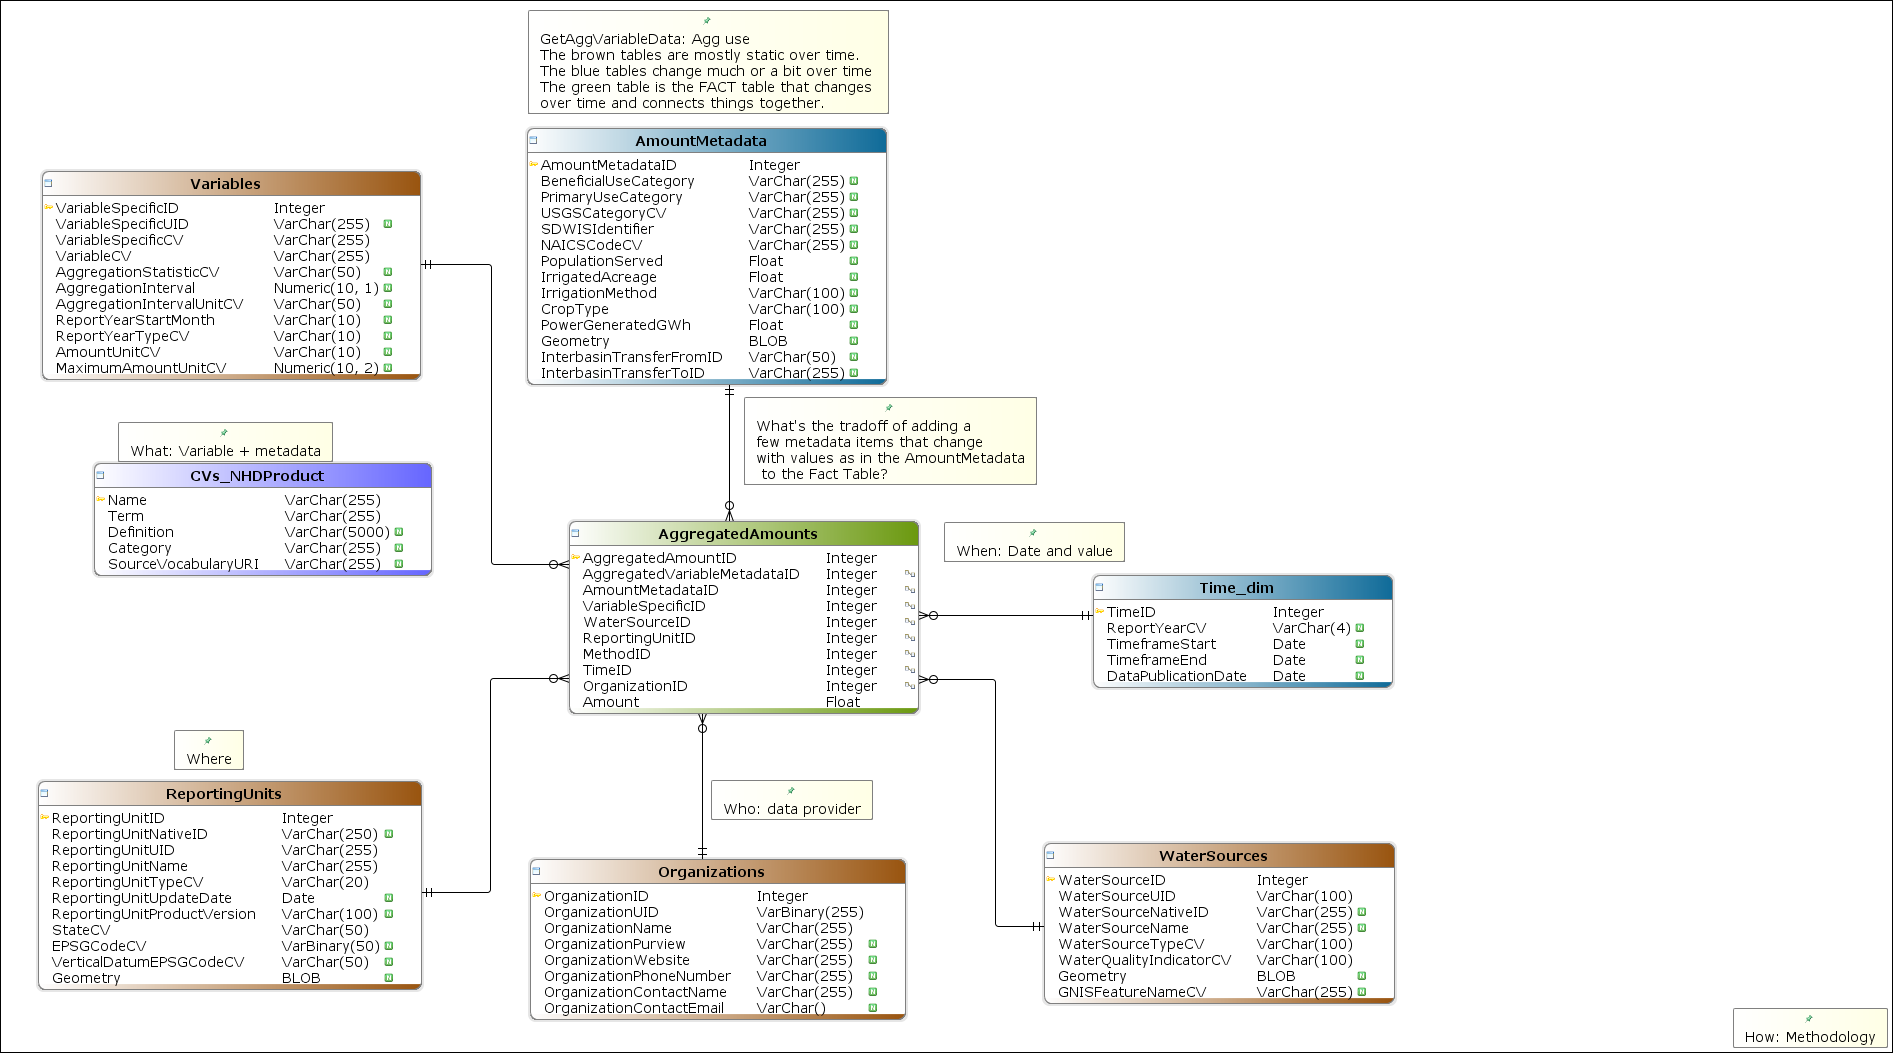 GetAggVariableData: Agg use
The brown tables are mostly static over time.
The blue tables change much or a bit over time
The green table is the FACT table that changes
over time and connects things together.
AmountMetadata
AmountMetadataID Integer
BeneficialUseCategory VarChar(255) N
PrimaryUseCategory VarChar(255) N
USGSCategoryCV VarChar(255) N
SDWISIdentifier VarChar(255) N
NAICSCodeCV VarChar(255) N
PopulationServed Float N
IrrigatedAcreage Float N
IrrigationMethod VarChar(100) N
CropType VarChar(100) N
PowerGeneratedGWh Float N
Geometry BLOB N
InterbasinTransferFromID VarChar(50) N
InterbasinTransferToID VarChar(255) N
Variables
VariableSpecificID Integer
VariableSpecificUID VarChar(255) N
VariableSpecificCV VarChar(255)
VariableCV VarChar(255)
AggregationStatisticCV VarChar(50) N
AggregationInterval Numeric(10, 1) N
AggregationIntervalUnitCV VarChar(50) N
ReportYearStartMonth VarChar(10) N
ReportYearTypeCV VarChar(10) N
AmountUnitCV VarChar(10) N
MaximumAmountUnitCV Numeric(10, 2) N
What's the tradoff of adding a
few metadata items that change
with values as in the AmountMetadata
to the Fact Table?
What: Variable + metadata
CVs_NHDProduct
Name VarChar(255)
Term VarChar(255)
Definition VarChar(5000) N
Category VarChar(255) N
SourceVocabularyURI VarChar(255) N
AggregatedAmounts
AggregatedAmountID Integer
AggregatedVariableMetadataID Integer
AmountMetadataID Integer
VariableSpecificID Integer
WaterSourceID Integer
ReportingUnitID Integer
MethodID Integer
TimeID Integer
OrganizationID Integer
Amount Float
When: Date and value
Time_dim
TimeID Integer
ReportYearCV VarChar(4) N
TimeframeStart Date N
TimeframeEnd Date N
DataPublicationDate Date N
Where
ReportingUnits
ReportingUnitID Integer
ReportingUnitNativeID VarChar(250) N
ReportingUnitUID VarChar(255)
ReportingUnitName VarChar(255)
ReportingUnitTypeCV VarChar(20)
ReportingUnitUpdateDate Date N
ReportingUnitProductVersion VarChar(100) N
StateCV VarChar(50)
EPSGCodeCV VarBinary(50) N
VerticalDatumEPSGCodeCV VarChar(50) N
Geometry BLOB N
Who: data provider
Organizations
OrganizationID Integer
OrganizationUID VarBinary(255)
OrganizationName VarChar(255)
OrganizationPurview VarChar(255) N
OrganizationWebsite VarChar(255) N
OrganizationPhoneNumber VarChar(255) N
OrganizationContactName VarChar(255) N
OrganizationContactEmail VarChar() N
WaterSources
WaterSourceID Integer
WaterSourceUID VarChar(100)
WaterSourceNativeID VarChar(255) N
WaterSourceName VarChar(255) N
WaterSourceTypeCV VarChar(100)
WaterQualityIndicatorCV VarChar(100)
Geometry BLOB N
GNISFeatureNameCV VarChar(255) N
How: Methodology